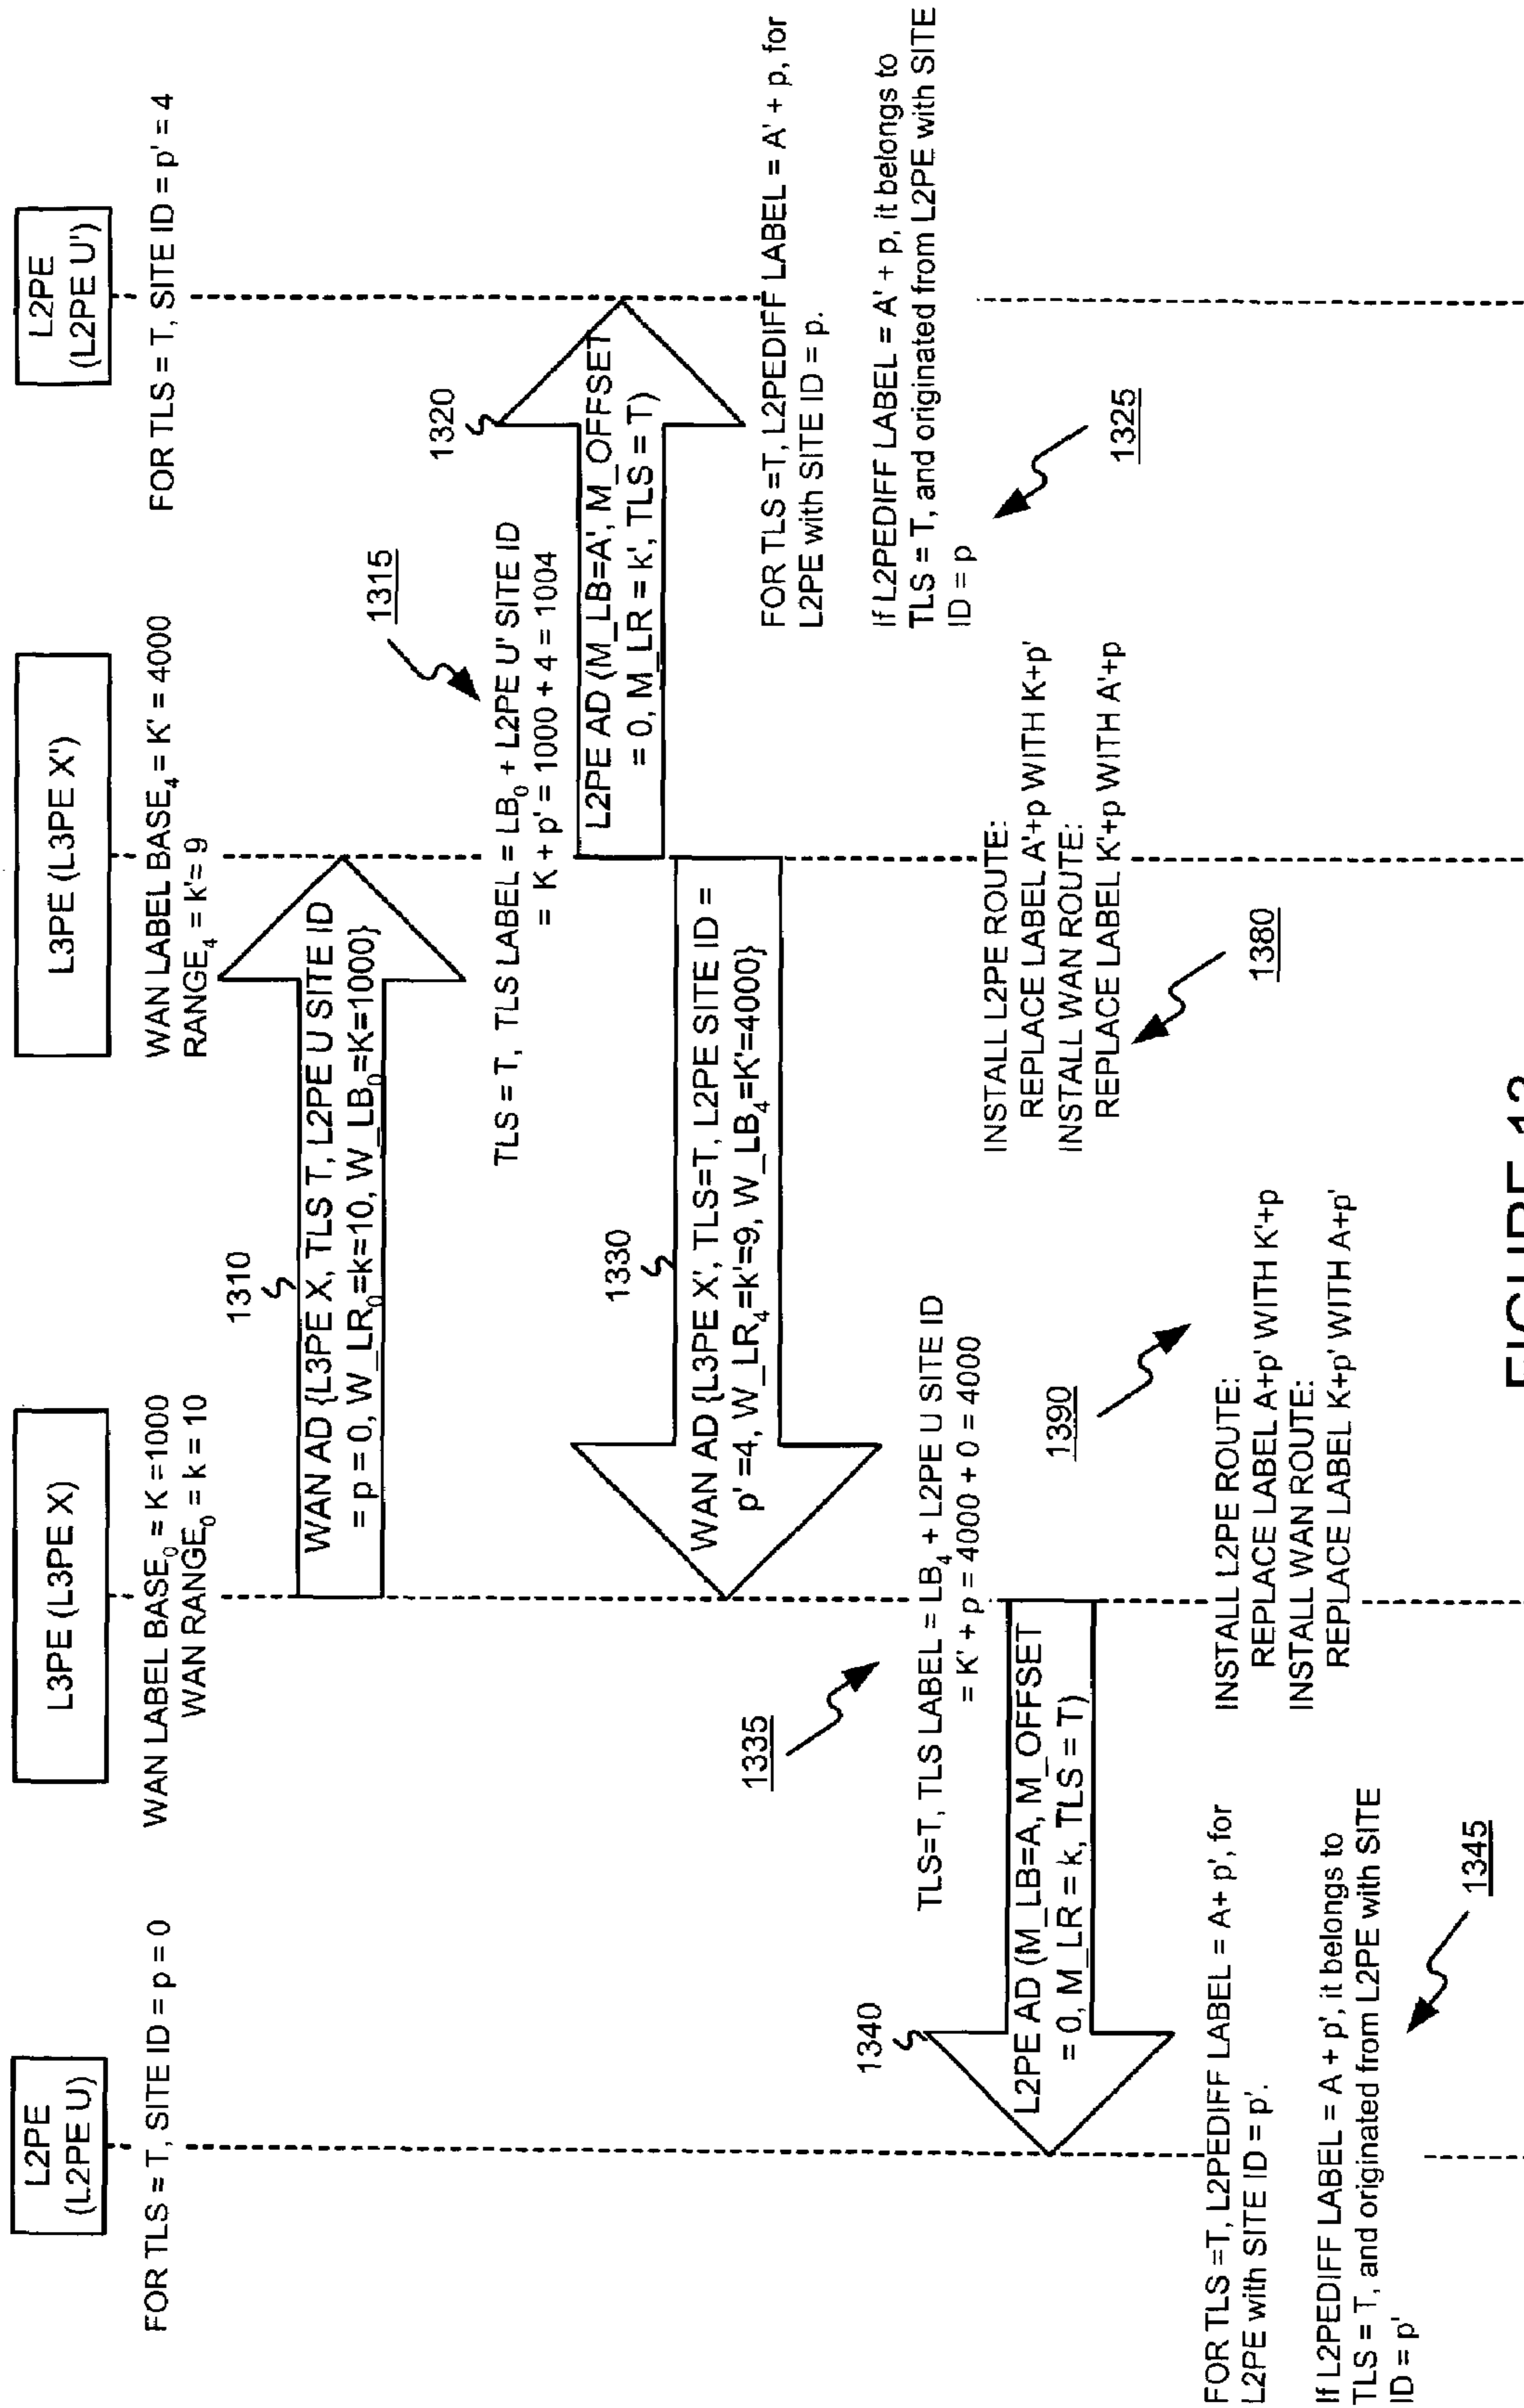 L2PE
(L2PE U)
FOR TLS = T, SITE ID = p = 0
L3PE (L3PE X)
WAN LABEL BASE₀ = K =1000
WAN RANGE₀ = k = 10
L3PE (L3PE X')
WAN LABEL BASE₄ = K' = 4000
RANGE₄ = k'= 9
L2PE
(L2PE U')
FOR TLS = T, SITE ID = p' = 4
1310
WAN AD {L3PE X, TLS T, L2PE U SITE ID
= p = 0, W_LR₀=k=10, W_LB₀=K=1000}
1315
TLS = T, TLS LABEL = LB₀ + L2PE U' SITE ID
= K + p' = 1000 + 4 = 1004
1320
L2PE AD (M_LB=A', M_OFFSET
= 0, M_LR = k', TLS = T)
1330
WAN AD {L3PE X', TLS=T, L2PE SITE ID =
p' =4, W_LR₄=k'=9, W_LB₄=K'=4000}
FOR TLS =T, L2PEDIFF LABEL = A' + p, for
L2PE with SITE ID = p.
If L2PEDIFF LABEL = A' + p, it belongs to
TLS = T, and originated from L2PE with SITE
ID = p
1325
1335
TLS=T, TLS LABEL = LB₄ + L2PE U SITE ID
= K' + p = 4000 + 0 = 4000
1340
L2PE AD (M_LB=A, M_OFFSET
= 0, M_LR = k, TLS = T)
INSTALL L2PE ROUTE:
REPLACE LABEL A'+p WITH K+p'
INSTALL WAN ROUTE:
REPLACE LABEL K'+p WITH A'+p
1380
1390
INSTALL L2PE ROUTE:
REPLACE LABEL A+p' WITH K'+p
INSTALL WAN ROUTE:
REPLACE LABEL K+p' WITH A+p'
FOR TLS =T, L2PEDIFF LABEL = A+ p', for
L2PE with SITE ID = p'.
If L2PEDIFF LABEL = A + p', it belongs to
TLS = T, and originated from L2PE with SITE
ID = p'
1345
FIGURE 13